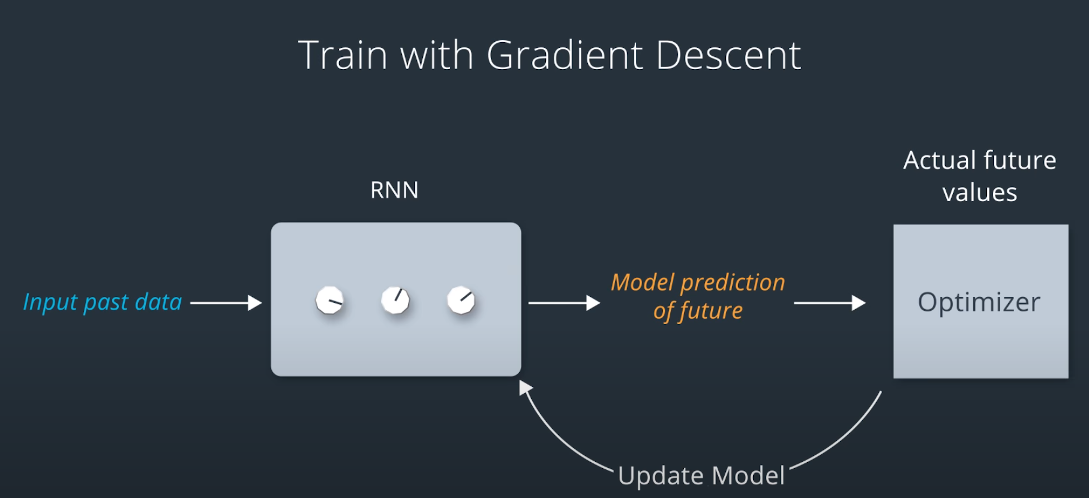 Train with Gradient Descent
RNN
Actual future
values
Input past data
Model prediction
of future
Optimizer
Update Model